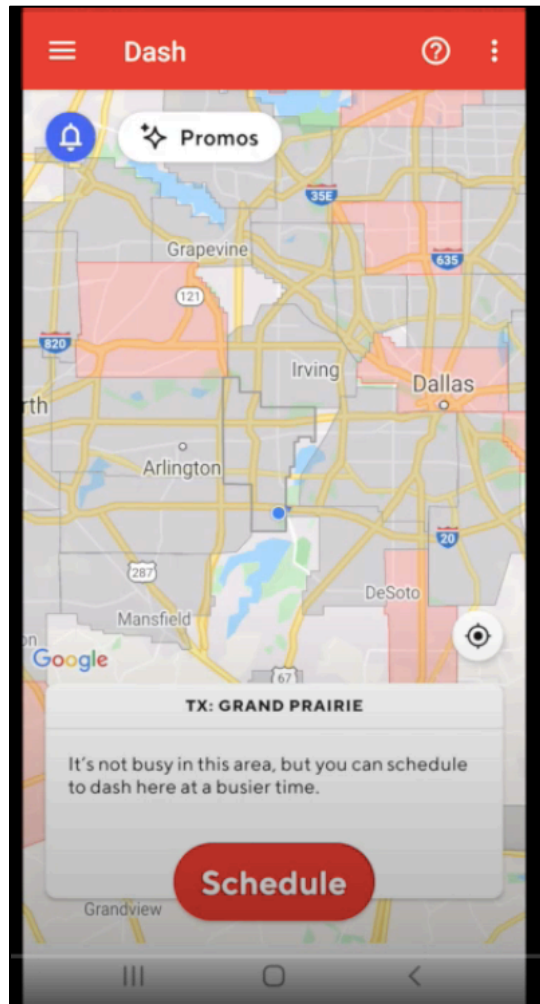 Dash
Promos
35E
Grapevine
635
121
820
Irving
Dallas
rth
Arlington
20
287
DeSoto
Mansfield
on
Google
67
TX: GRAND PRAIRIE
It's not busy in this area, but you can schedule
to dash here at a busier time.
Schedule
Grandview